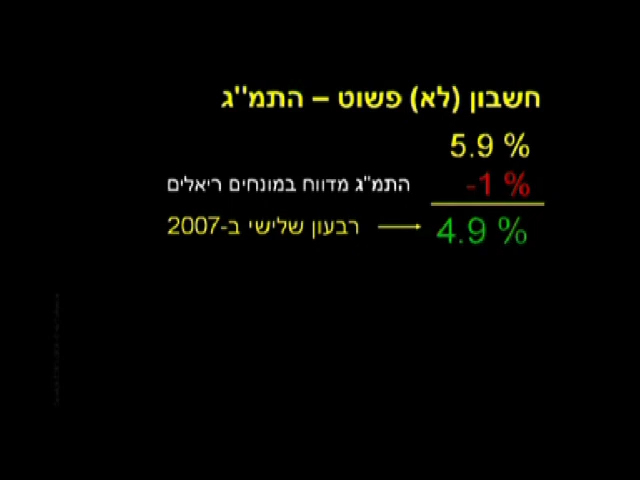 חשבון (לא) פשוט – התמ"ג
5.9 %
-1 % התמ"ג מדווח במונחים ריאלים
4.9 % רבעון שלישי ב-2007